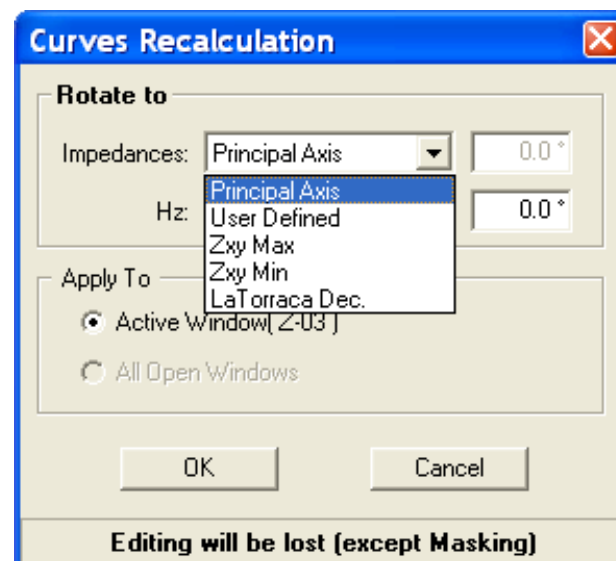 Curves Recalculation
Rotate to
Impedances: Principal Axis 0.0 °
Principal Axis
Hz: User Defined 0.0 °
Zxy Max
Zxy Min
Apply To
LaTorraca Dec.
Active Window( Z-03 )
All Open Windows
OK Cancel
Editing will be lost (except Masking)